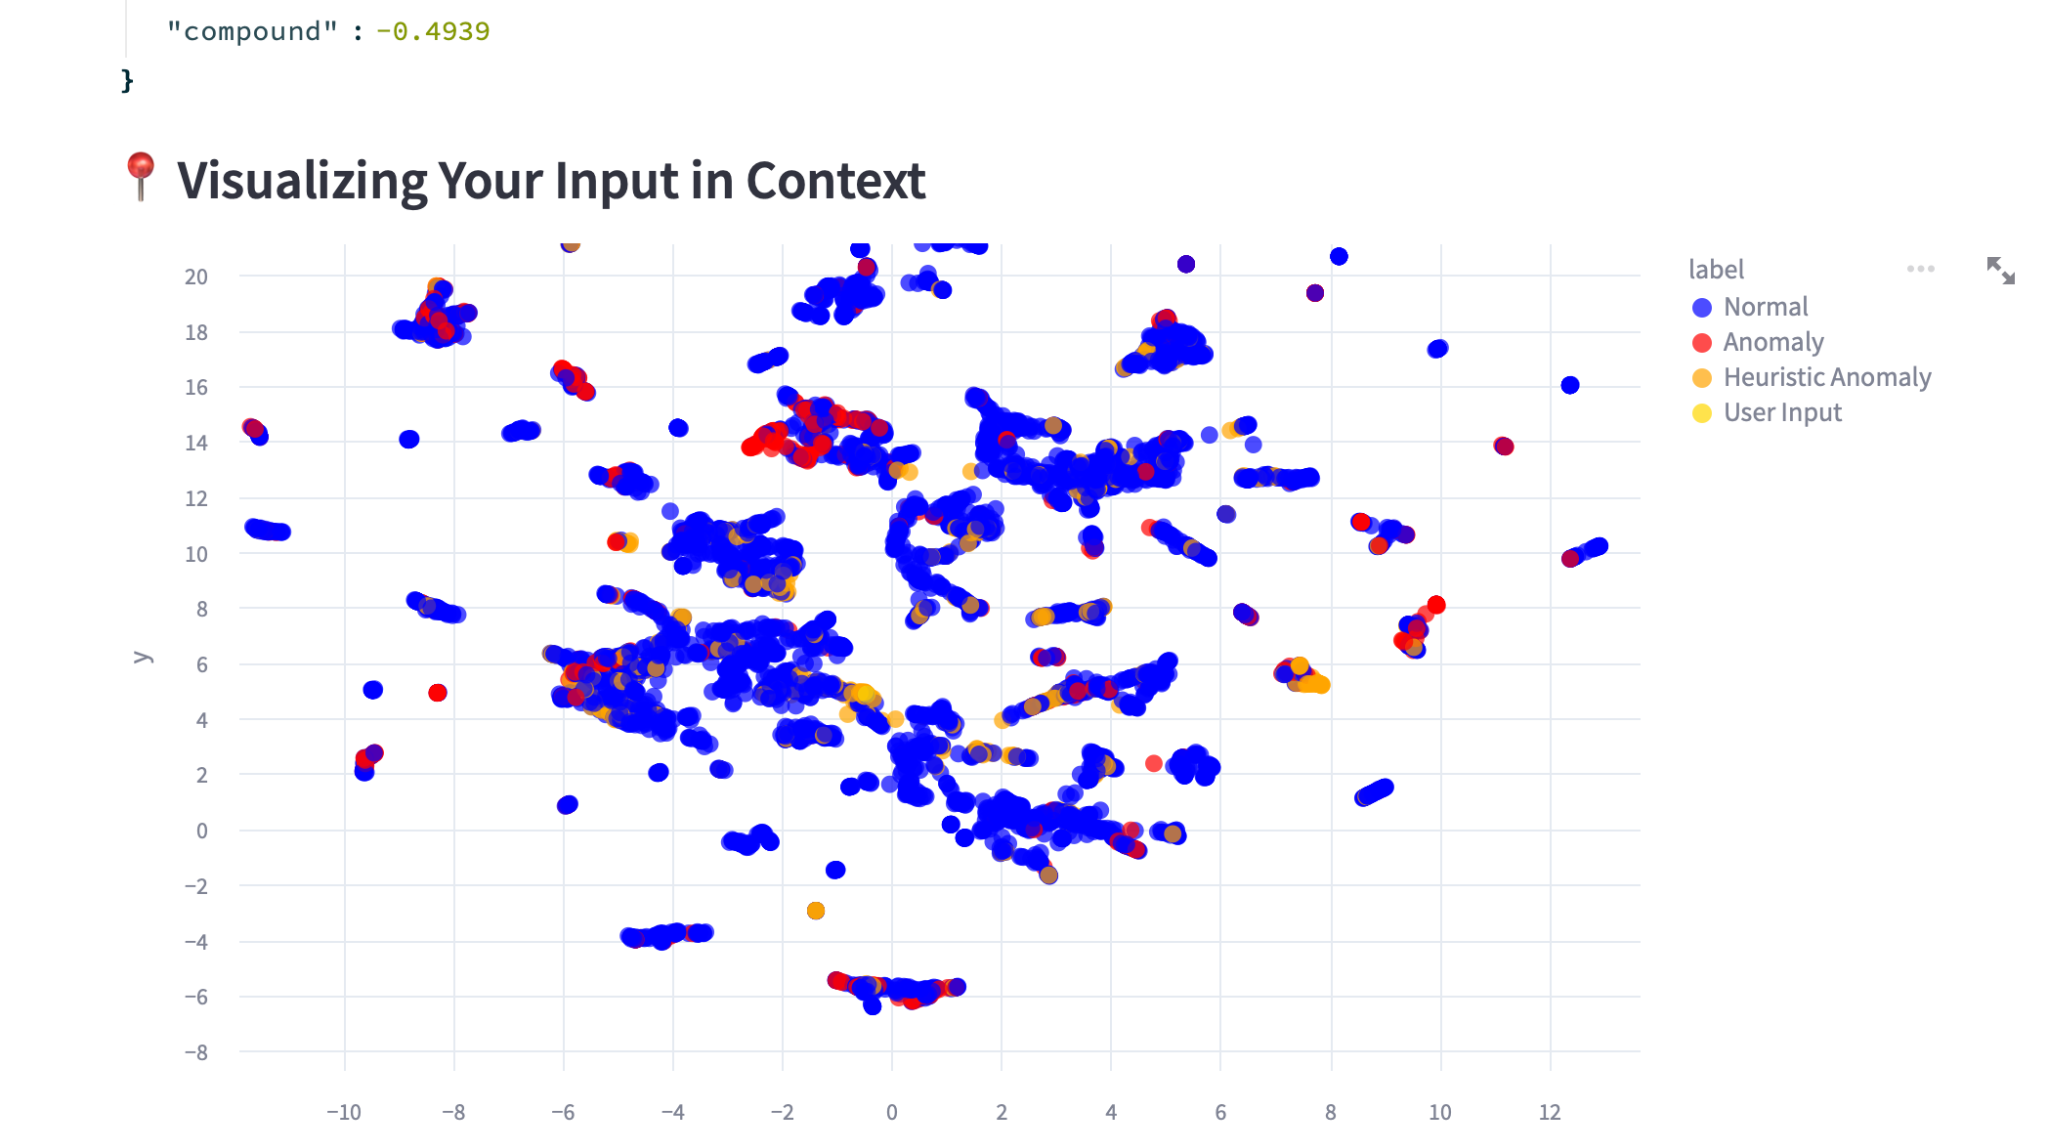 "compound" : -0.4939
}
Visualizing Your Input in Context
label
Normal
Anomaly
Heuristic Anomaly
User Input
20
18
16
14
12
10
8
6
4
2
0
−2
−4
−6
−8
y
−10 −8 −6 −4 −2 0 2 4 6 8 10 12